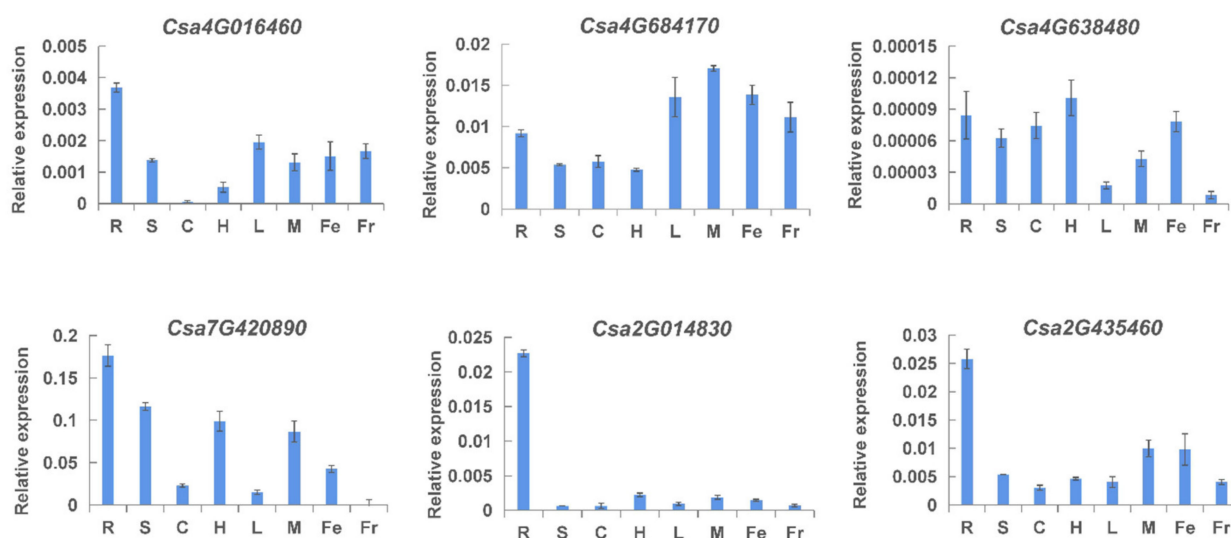 Csa4G016460
Relative expression
0.005
0.004
0.003
0.002
0.001
0
R S C H L M Fe Fr
Csa4G684170
Relative expression
0.02
0.015
0.01
0.005
0
R S C H L M Fe Fr
Csa4G638480
Relative expression
0.00015
0.00012
0.00009
0.00006
0.00003
0
R S C H L M Fe Fr
Csa7G420890
Relative expression
0.2
0.15
0.1
0.05
0
R S C H L M Fe Fr
Csa2G014830
Relative expression
0.025
0.02
0.015
0.01
0.005
0
R S C H L M Fe Fr
Csa2G435460
Relative expression
0.03
0.025
0.02
0.015
0.01
0.005
0
R S C H L M Fe Fr